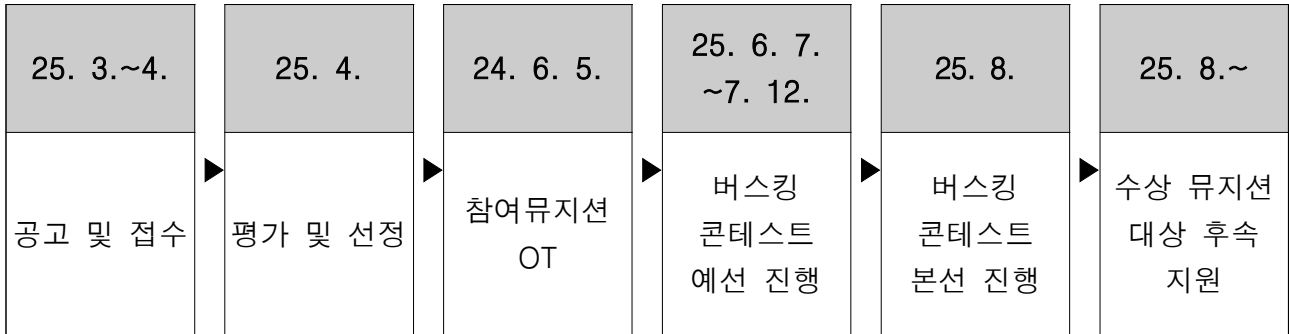 25. 3.~4.
공고 및 접수
▶
25. 4.
평가 및 선정
▶
24. 6. 5.
참여뮤지션
OT
▶
25. 6. 7.
~7. 12.
버스킹
콘테스트
예선 진행
▶
25. 8.
버스킹
콘테스트
본선 진행
▶
25. 8.~
수상 뮤지션
대상 후속
지원